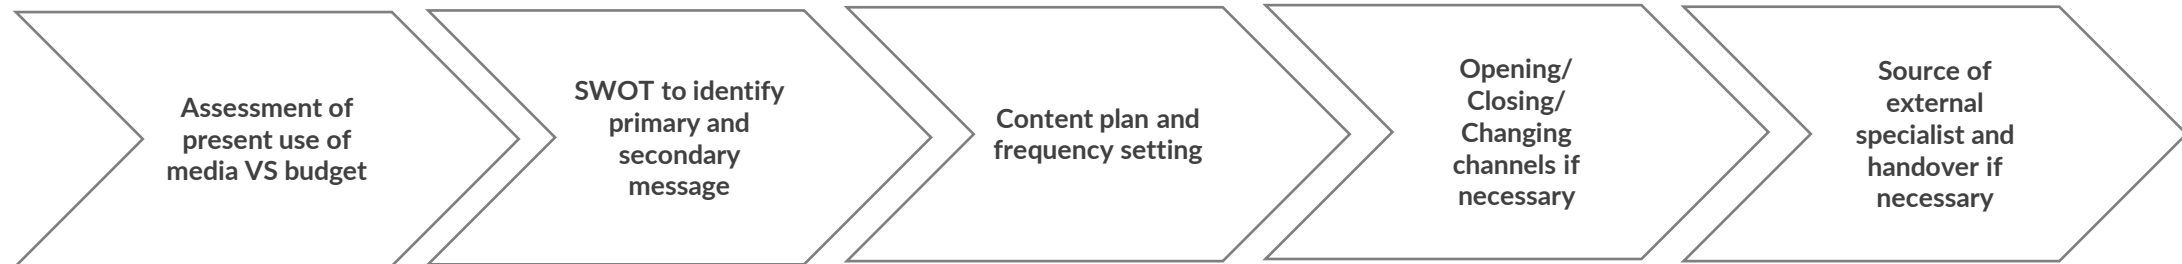 Assessment of
present use of
media VS budget
SWOT to identify
primary and
secondary
message
Content plan and
frequency setting
Opening/
Closing/
Changing
channels if
necessary
Source of
external
specialist and
handover if
necessary